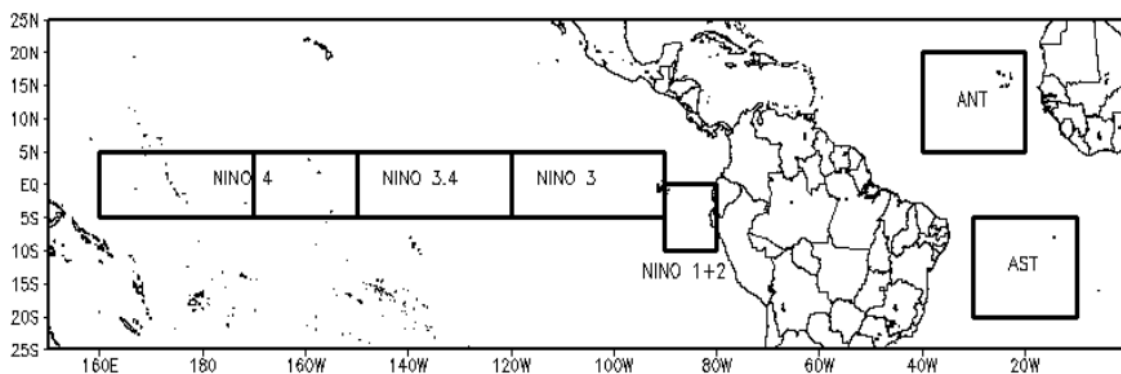 25N
20N
15N
10N
5N
EQ
5S
10S
15S
20S
25S
ANT
NINO 4
NINO 3.4
NINO 3
NINO 1+2
AST
160E
180
160W
140W
120W
100W
80W
60W
40W
20W